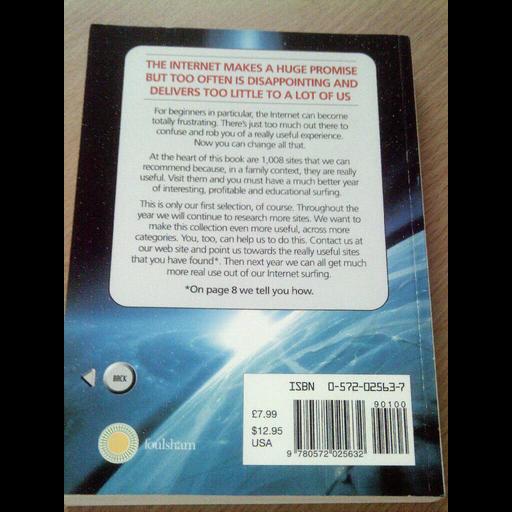 THE INTERNET MAKES A HUGE PROMISE
BUT TOO OFTEN IS DISAPPOINTING AND
DELIVERS TOO LITTLE TO A LOT OF US
For beginners in particular, the Internet can become
totally frustrating. There's just too much out there to
confuse and rob you of a really useful experience.
Now you can change all that.
At the heart of this book are 1,008 sites that we can
recommend because, in a family context, they are really
useful. Visit them and you must have a much better year
of interesting, profitable and educational surfing.
This is only our first selection, of course. Throughout the
year we will continue to research more sites. We want to
make this collection even more useful, across more
categories. You, too, can help us to do this. Contact us at
our web site and point us towards the really useful sites
that you have found*. Then next year we can all get much
more real use out of our Internet surfing.
*On page 8 we tell you how.
BACK
foulsham
ISBN 0-572-02563-7
90100
£7.99
$12.95
USA
9 780572 025632